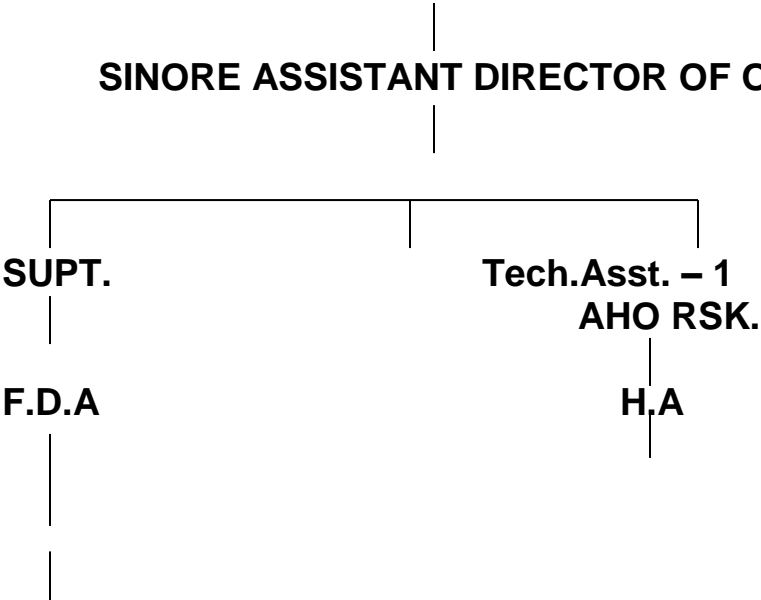 SINORE ASSISTANT DIRECTOR OF
SUPT.
Tech.Asst. – 1
AHO RSK.
F.D.A
H.A